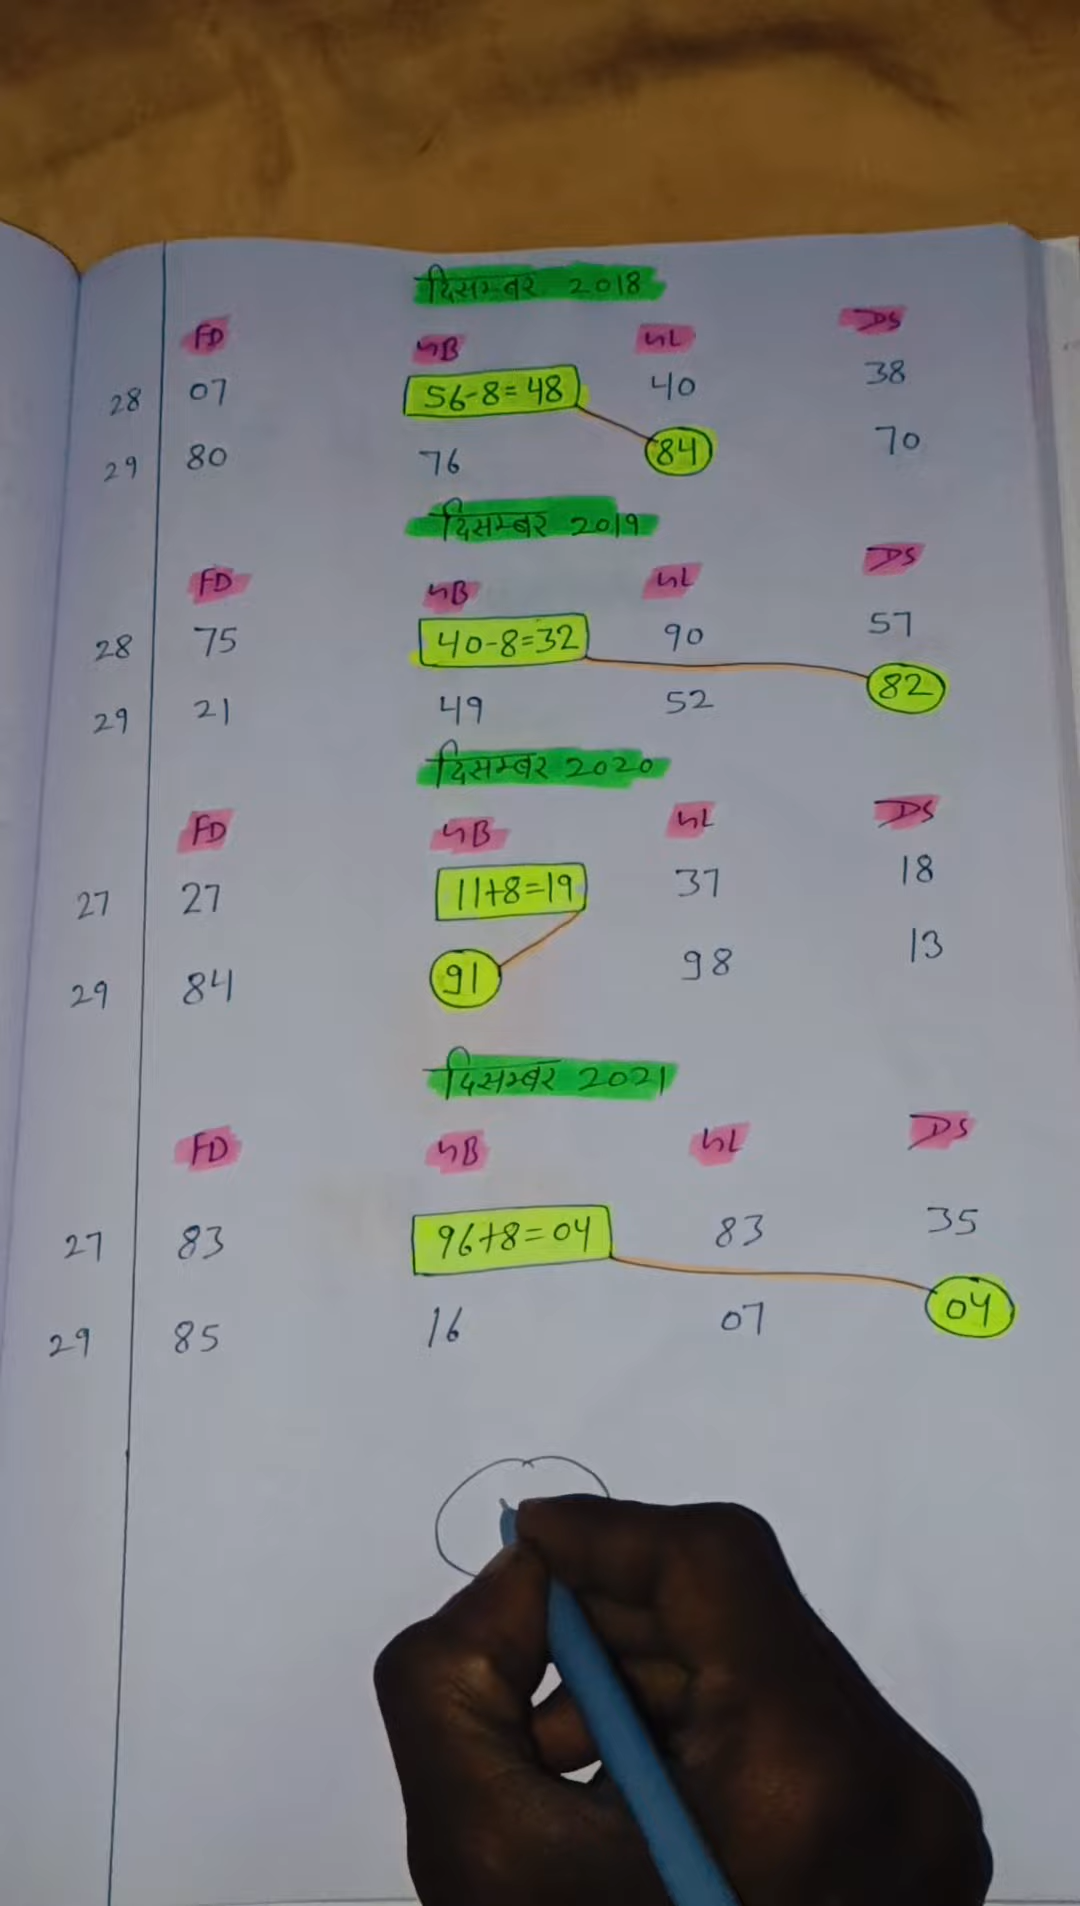 दिसम्बर 2018
FD GB GL DS
28 07 56-8=48 40 38
29 80 76 84 70
दिसम्बर 2019
FD GB GL DS
28 75 40-8=32 90 57
29 21 49 52 82
दिसम्बर 2020
FD GB GL DS
27 27 11+8=19 37 18
29 84 91 98 13
दिसम्बर 2021
FD GB GL DS
27 83 96+8=04 83 35
29 85 16 07 04